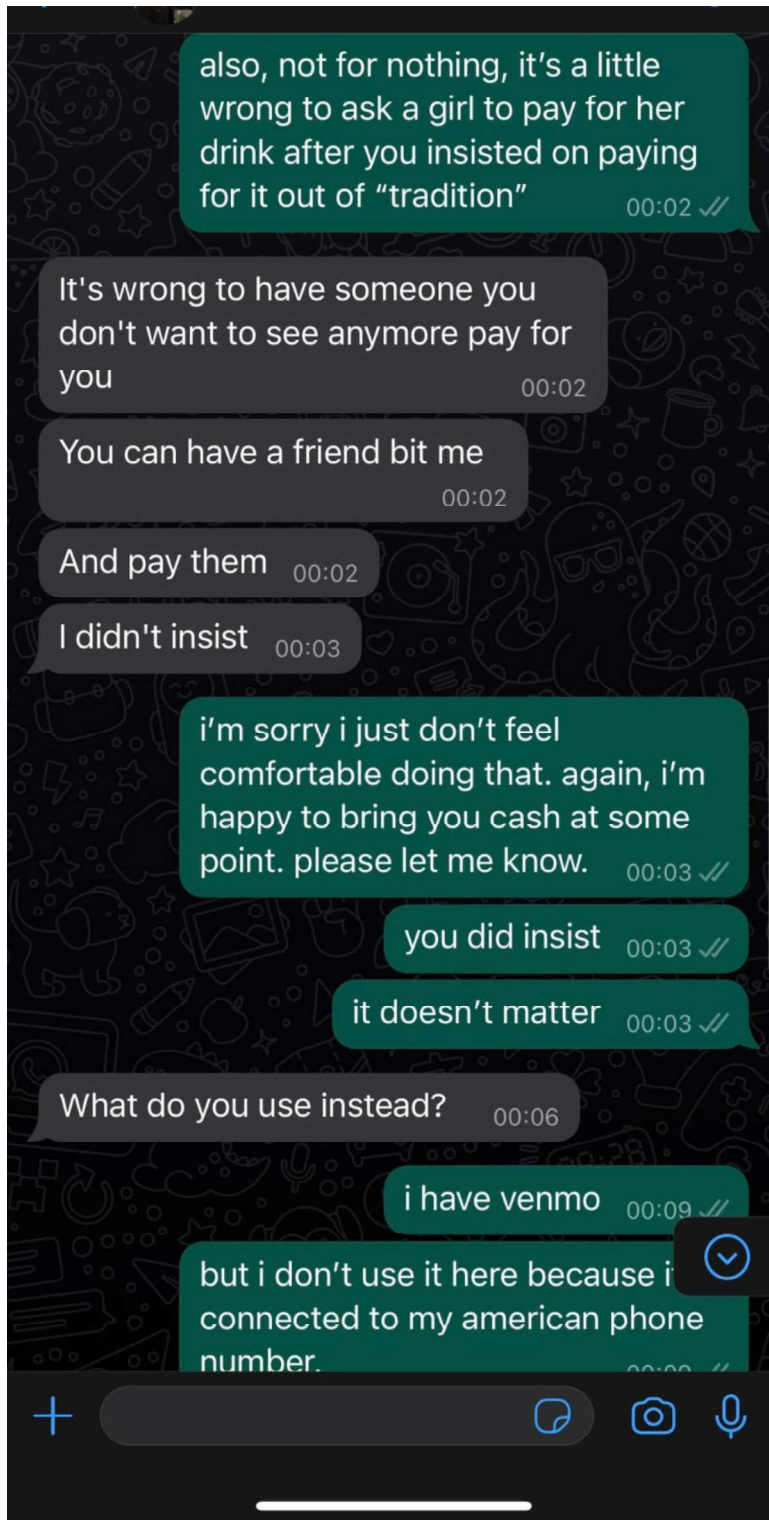 also, not for nothing, it’s a little
wrong to ask a girl to pay for her
drink after you insisted on paying
for it out of “tradition”
00:02
It's wrong to have someone you
don't want to see anymore pay for
you
00:02
You can have a friend bit me
00:02
And pay them 00:02
I didn't insist 00:03
i’m sorry i just don’t feel
comfortable doing that. again, i’m
happy to bring you cash at some
point. please let me know.
00:03
you did insist 00:03
it doesn’t matter 00:03
What do you use instead? 00:06
i have venmo 00:09
but i don’t use it here because
connected to my american phone
number.